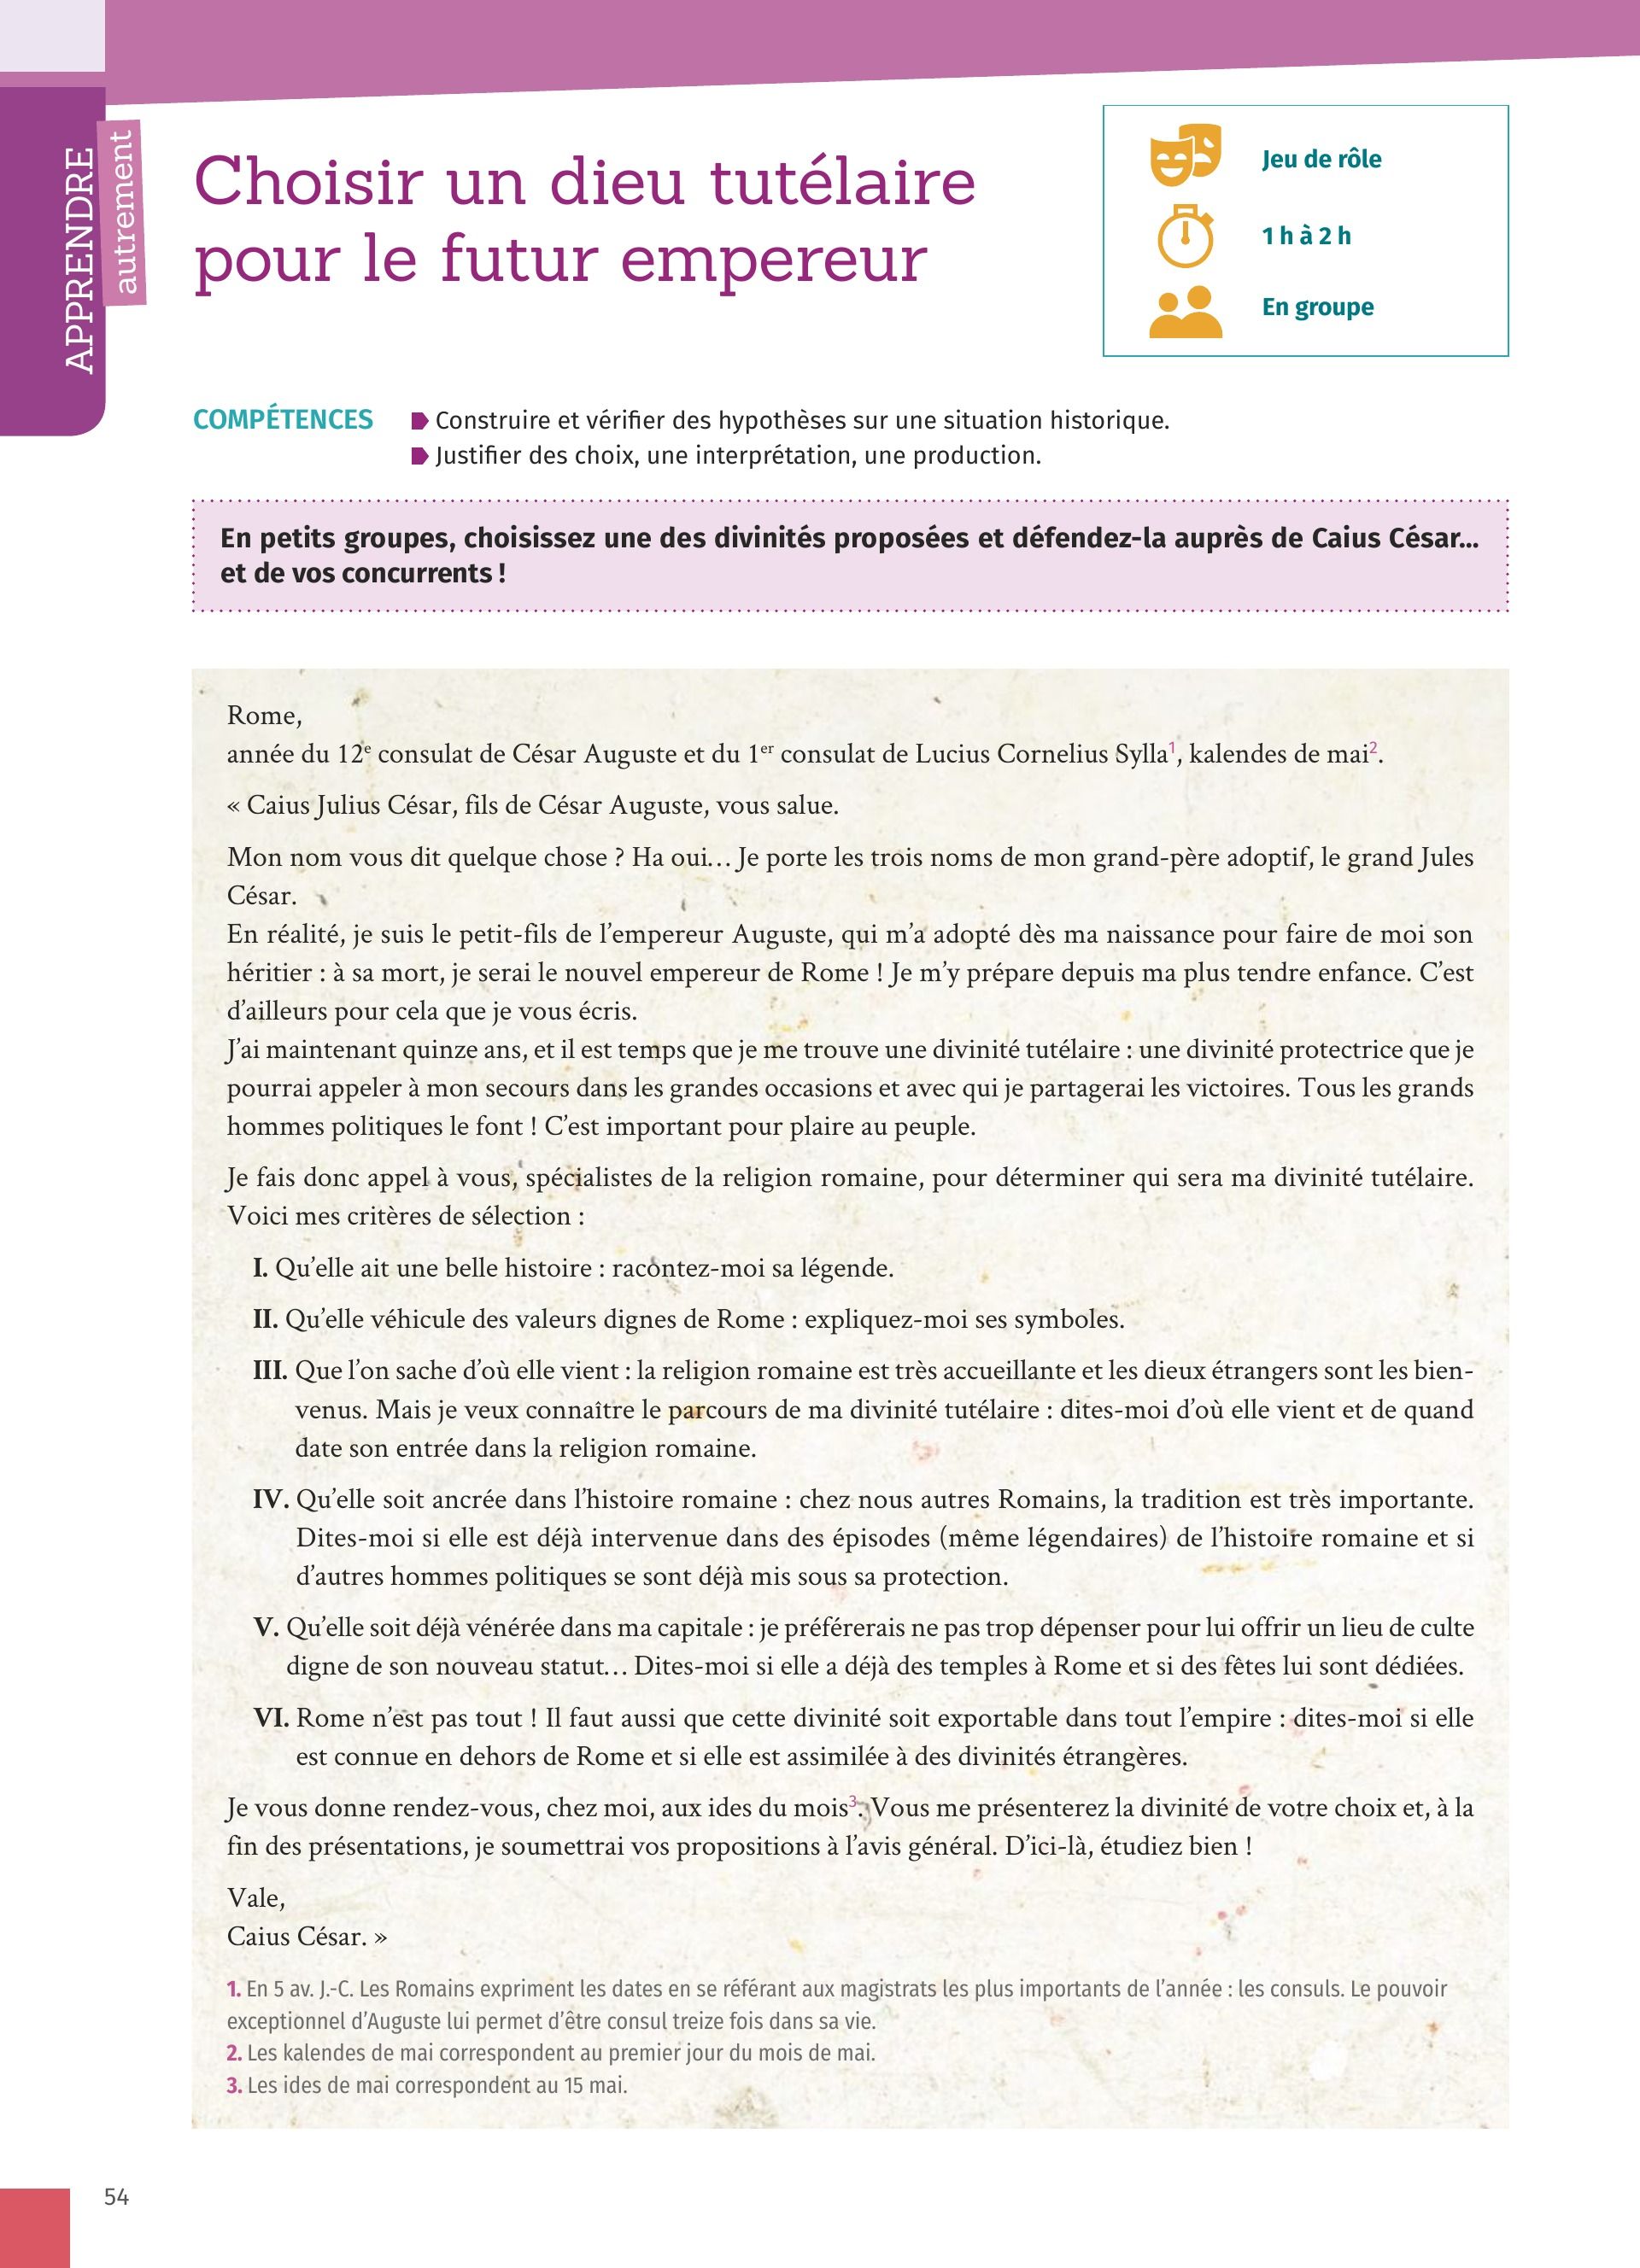 APPRENDRE
autrement
Choisir un dieu tutélaire
pour le futur empereur
Jeu de rôle
1 h à 2 h
En groupe
COMPÉTENCES
Construire et vérifier des hypothèses sur une situation historique.
Justifier des choix, une interprétation, une production.
En petits groupes, choisissez une des divinités proposées et défendez-la auprès de Caius César...
et de vos concurrents !
Rome,
année du 12e consulat de César Auguste et du 1er consulat de Lucius Cornelius Sylla1, kalendes de mai2.
« Caius Julius César, fils de César Auguste, vous salue.
Mon nom vous dit quelque chose ? Ha oui... Je porte les trois noms de mon grand-père adoptif, le grand Jules
César.
En réalité, je suis le petit-fils de l'empereur Auguste, qui m'a adopté dès ma naissance pour faire de moi son
héritier : à sa mort, je serai le nouvel empereur de Rome ! Je m'y prépare depuis ma plus tendre enfance. C'est
d'ailleurs pour cela que je vous écris.
J'ai maintenant quinze ans, et il est temps que je me trouve une divinité tutélaire : une divinité protectrice que je
pourrai appeler à mon secours dans les grandes occasions et avec qui je partagerai les victoires. Tous les grands
hommes politiques le font ! C'est important pour plaire au peuple.
Je fais donc appel à vous, spécialistes de la religion romaine, pour déterminer qui sera ma divinité tutélaire.
Voici mes critères de sélection :
I. Qu'elle ait une belle histoire : racontez-moi sa légende.
II. Qu'elle véhicule des valeurs dignes de Rome : expliquez-moi ses symboles.
III. Que l'on sache d'où elle vient : la religion romaine est très accueillante et les dieux étrangers sont les bien-
venus. Mais je veux connaître le parcours de ma divinité tutélaire : dites-moi d'où elle vient et de quand
date son entrée dans la religion romaine.
IV. Qu'elle soit ancrée dans l'histoire romaine : chez nous autres Romains, la tradition est très importante.
Dites-moi si elle est déjà intervenue dans des épisodes (même légendaires) de l'histoire romaine et si
d'autres hommes politiques se sont déjà mis sous sa protection.
V. Qu'elle soit déjà vénérée dans ma capitale : je préférerais ne pas trop dépenser pour lui offrir un lieu de culte
digne de son nouveau statut... Dites-moi si elle a déjà des temples à Rome et si des fêtes lui sont dédiées.
VI. Rome n'est pas tout ! Il faut aussi que cette divinité soit exportable dans tout l'empire : dites-moi si elle
est connue en dehors de Rome et si elle est assimilée à des divinités étrangères.
Je vous donne rendez-vous, chez moi, aux ides du mois3. Vous me présenterez la divinité de votre choix et, à la
fin des présentations, je soumettrai vos propositions à l'avis général. D'ici-là, étudiez bien !
Vale,
Caius César. »
1. En 5 av. J.-C. Les Romains expriment les dates en se référant aux magistrats les plus importants de l'année : les consuls. Le pouvoir
exceptionnel d'Auguste lui permet d'être consul treize fois dans sa vie.
2. Les kalendes de mai correspondent au premier jour du mois de mai.
3. Les ides de mai correspondent au 15 mai.
54